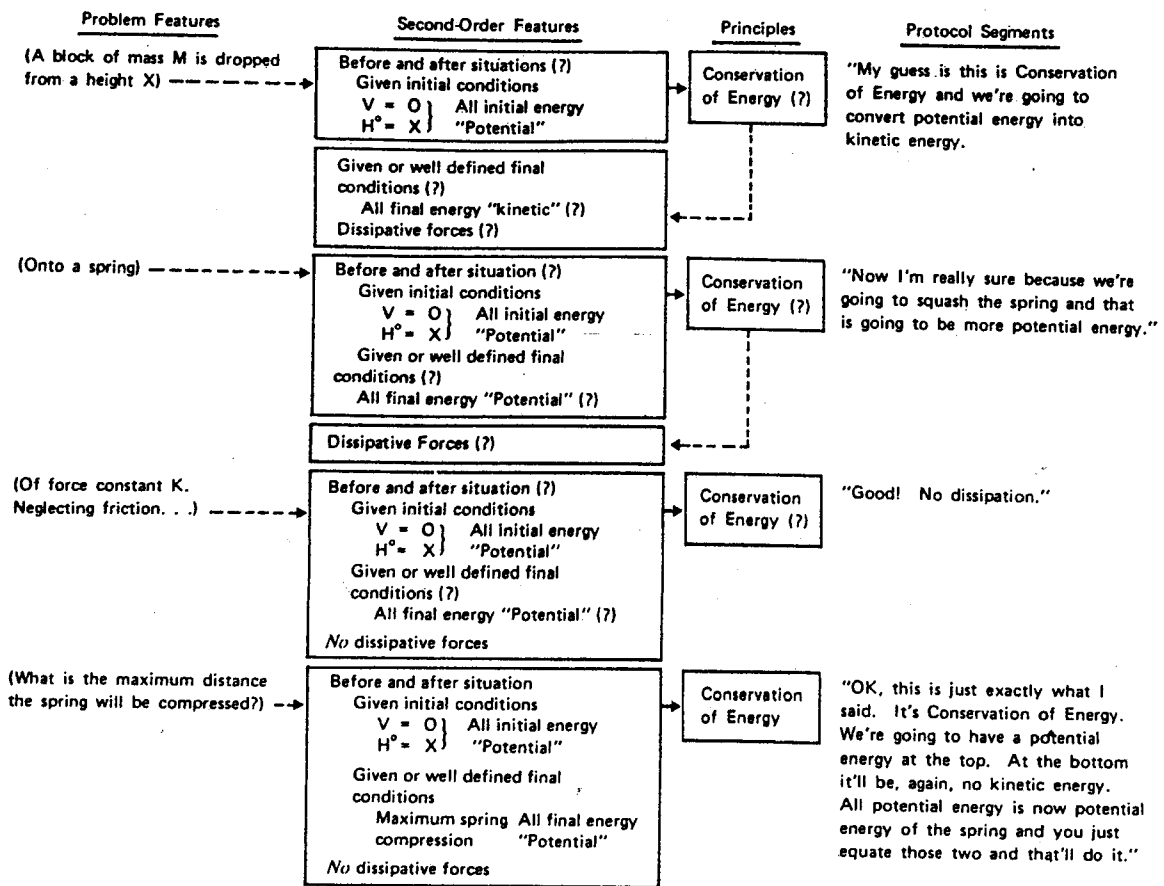 Problem Features
Second-Order Features
Principles
Protocol Segments
(A block of mass M is dropped
from a height X)
Before and after situations (?)
Given initial conditions
V = O } All initial energy
H° = X } "Potential"
Conservation
of Energy (?)
"My guess is this is Conservation
of Energy and we're going to
convert potential energy into
kinetic energy.
Given or well defined final
conditions (?)
All final energy "kinetic" (?)
Dissipative forces (?)
(Onto a spring)
Before and after situation (?)
Given initial conditions
V = O } All initial energy
H° = X } "Potential"
Given or well defined final
conditions (?)
All final energy "Potential" (?)
Conservation
of Energy (?)
"Now I'm really sure because we're
going to squash the spring and that
is going to be more potential energy."
Dissipative Forces (?)
(Of force constant K.
Neglecting friction. . .)
Before and after situation (?)
Given initial conditions
V = O } All initial energy
H° = X } "Potential"
Given or well defined final
conditions (?)
All final energy "Potential" (?)
No dissipative forces
Conservation
of Energy (?)
"Good! No dissipation."
(What is the maximum distance
the spring will be compressed?)
Before and after situation
Given initial conditions
V = O } All initial energy
H° = X } "Potential"
Given or well defined final
conditions
Maximum spring All final energy
compression "Potential"
No dissipative forces
Conservation
of Energy
"OK, this is just exactly what I
said. It's Conservation of Energy.
We're going to have a potential
energy at the top. At the bottom
it'll be, again, no kinetic energy.
All potential energy is now potential
energy of the spring and you just
equate those two and that'll do it."